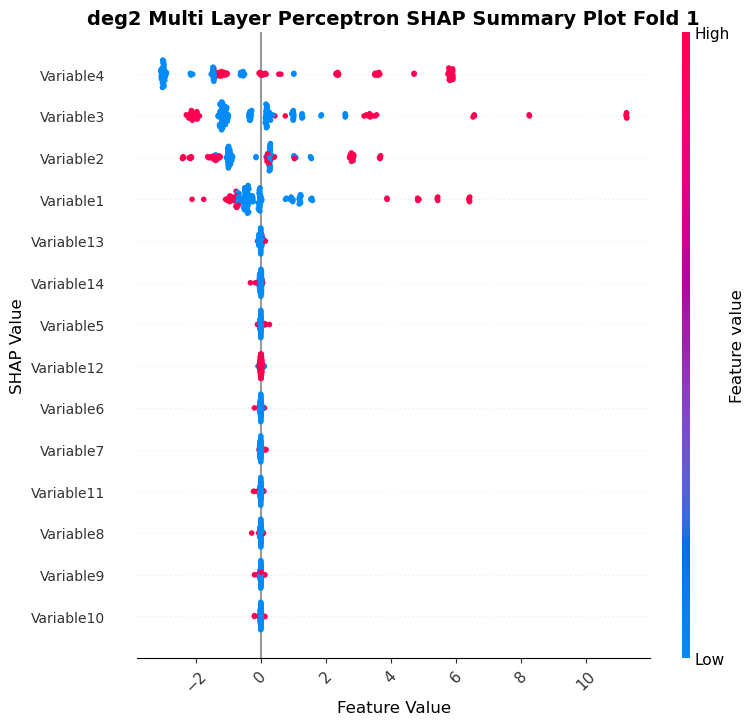 deg2 Multi Layer Perceptron SHAP Summary Plot Fold 1
High
Variable4
Variable3
Variable2
Variable1
Variable13
Variable14
Variable5
Variable12
Variable6
Variable7
Variable11
Variable8
Variable9
Variable10
SHAP Value
Feature value
Low
−2
0
2
4
6
8
10
Feature Value